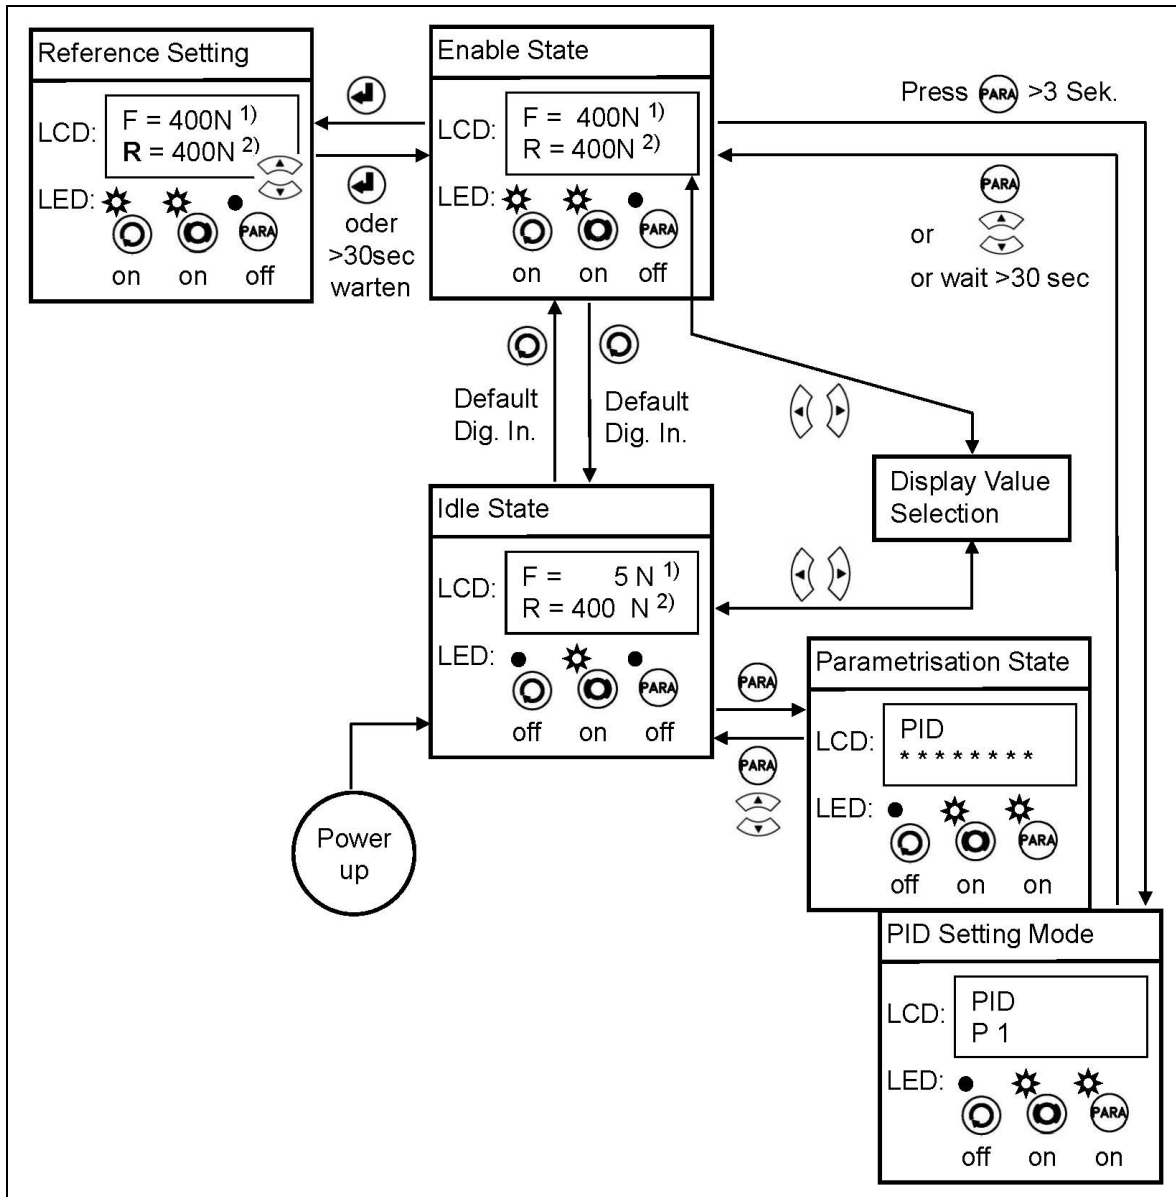 Reference Setting
LCD:
F = 400N 1)
R = 400N 2)
LED:
PARA
on on off
oder
>30sec
warten
Enable State
LCD:
F = 400N 1)
R = 400N 2)
LED:
PARA
on on off
Press PARA >3 Sek.
PARA
or
or wait >30 sec
Default
Dig. In.
Default
Dig. In.
Display Value
Selection
Idle State
LCD:
F = 5 N 1)
R = 400 N 2)
LED:
PARA
off on off
Power
up
PARA
PARA
Parametrisation State
LCD:
PID
* * * * * * * *
LED:
PARA
off on on
PID Setting Mode
LCD:
PID
P 1
LED:
PARA
off on on